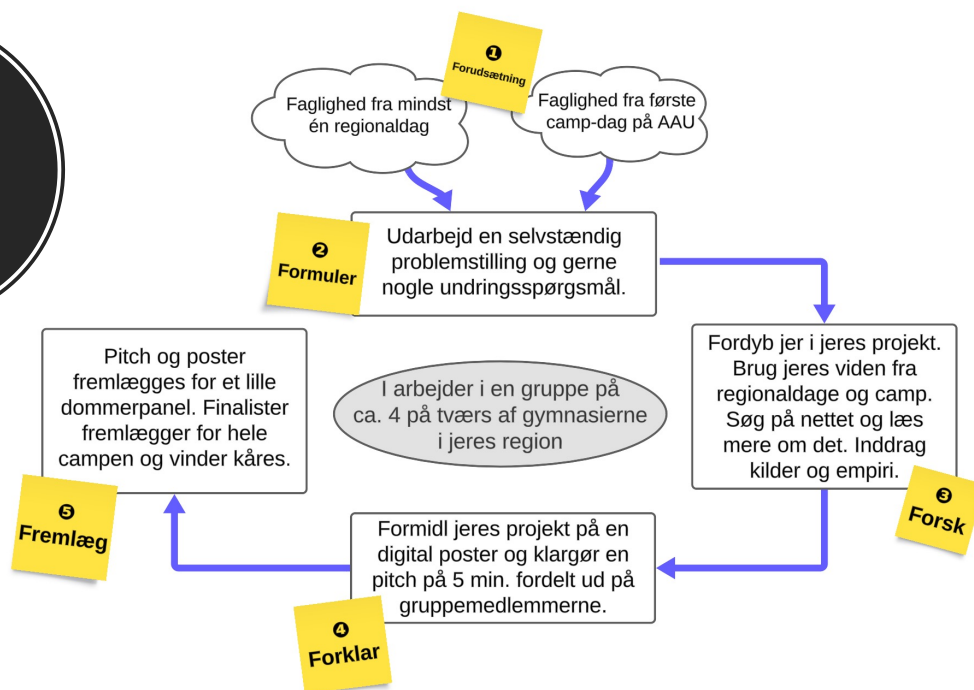 ❶
Forudsætning
Faglighed fra mindst
én regionaldag
Faglighed fra første
camp-dag på AAU
❷
Formuler
Udarbejd en selvstændig
problemstilling og gerne
nogle undringsspørgsmål.
Fordyb jer i jeres projekt.
Brug jeres viden fra
regionaldage og camp.
Søg på nettet og læs
mere om det. Inddrag
kilder og empiri.
❸
Forsk
I arbejder i en gruppe på
ca. 4 på tværs af gymnasierne
i jeres region
Formidl jeres projekt på en
digital poster og klargør en
pitch på 5 min. fordelt ud på
gruppemedlemmerne.
❹
Forklar
Pitch og poster
fremlægges for et lille
dommerpanel. Finalister
fremlægger for hele
campen og vinder kåres.
❺
Fremlæg